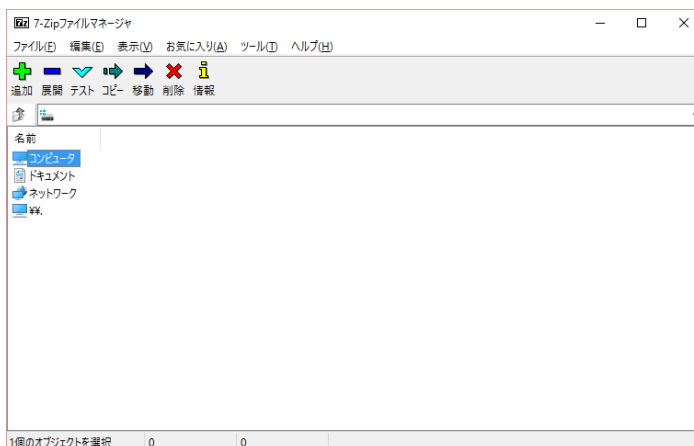 7z 7-Zipファイルマネージャ
ファイル(F) 編集(E) 表示(V) お気に入り(A) ツール(T) ヘルプ(H)
追加 展開 テスト コピー 移動 削除 情報
名前
コンピュータ
ドキュメント
ネットワーク
¥¥.
1個のオブジェクトを選択 0 0